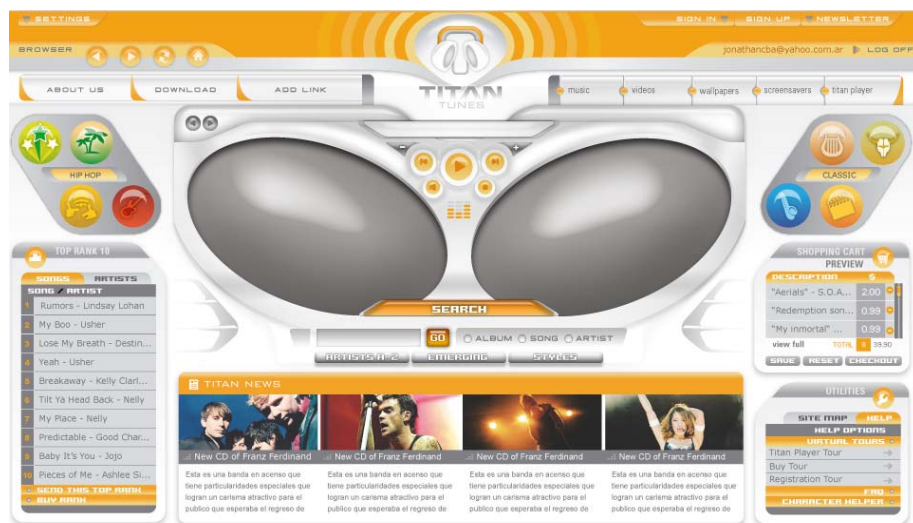 SETTINGS
SIGN IN
SIGN UP
NEWSLETTER
BROWSER
jonathancba@yahoo.com.ar
LOG OFF
ABOUT US
DOWNLOAD
ADD LINK
TITAN
TUNES
music
videos
wallpapers
screensavers
titan player
HIP HOP
CLASSIC
TOP RANK 10
SONGS
ARTISTS
SONG / ARTIST
1 Rumors - Lindsay Lohan
2 My Boo - Usher
3 Lose My Breath - Destin...
4 Yeah - Usher
5 Breakaway - Kelly Clarl...
6 Tilt Ya Head Back - Nelly
7 My Place - Nelly
8 Predictable - Good Char...
9 Baby It's You - Jojo
10 Pieces of Me - Ashlee Si...
SEND THIS TOP RANK
BUY RANK
SEARCH
GO
ALBUM
SONG
ARTIST
ARTISTS A-Z
EMERGING
STYLES
TITAN NEWS
New CD of Franz Ferdinand
New CD of Franz Ferdinand
New CD of Franz Ferdinand
New CD of Franz Ferdinand
Esta es una banda en acenso que
tiene particularidades especiales que
logran un carisma atractivo para el
publico que esperaba el regreso de
Esta es una banda en acenso que
tiene particularidades especiales que
logran un carisma atractivo para el
publico que esperaba el regreso de
Esta es una banda en acenso que
tiene particularidades especiales que
logran un carisma atractivo para el
publico que esperaba el regreso de
Esta es una banda en acenso que
tiene particularidades especiales que
logran un carisma atractivo para el
publico que esperaba el regreso de
SHOPPING CART
PREVIEW
DESCRIPTION $
"Aerials" - S.O.A... 2.00
"Redemption son... 0.99
"My inmortal" ... 0.99
view full TOTAL 39.90
SAVE
RESET
CHECKOUT
UTILITIES
SITE MAP
HELP
HELP OPTIONS
VIRTUAL TOURS
Titan Player Tour
Buy Tour
Registration Tour
FAQ
CHARACTER HELPER